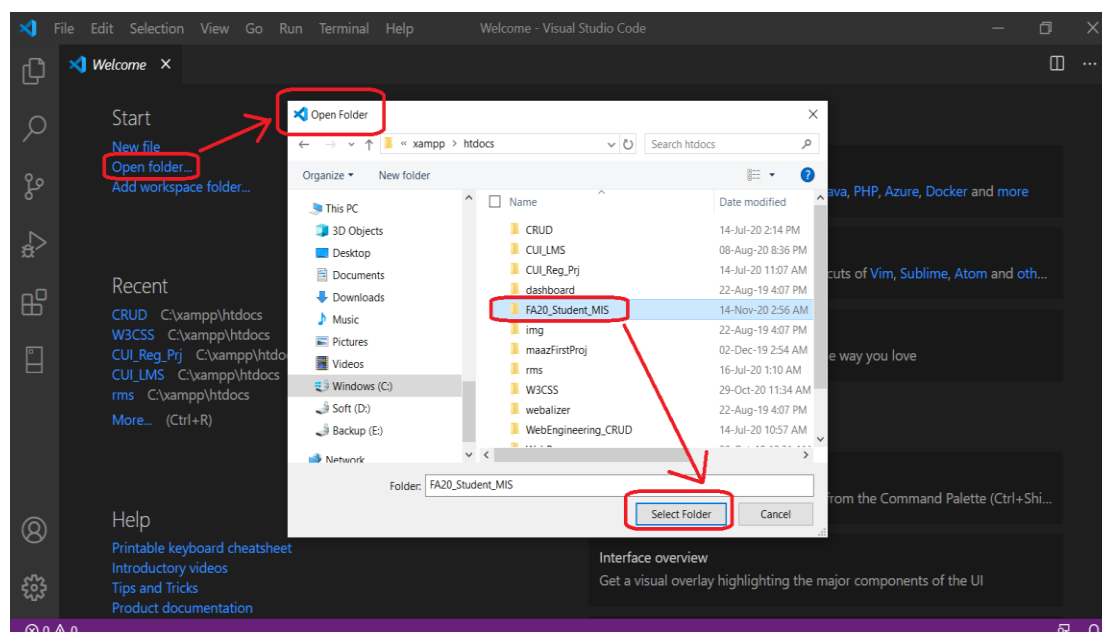 File Edit Selection View Go Run Terminal Help Welcome - Visual Studio Code
Welcome
Start
New file
Open folder...
Add workspace folder...
Recent
CRUD C:\xampp\htdocs
W3CSS C:\xampp\htdocs
CUI_Reg_Prj C:\xampp\htdo
CUI_LMS C:\xampp\htdocs
rms C:\xampp\htdocs
More... (Ctrl+R)
Help
Printable keyboard cheatsheet
Introductory videos
Tips and Tricks
Product documentation
Open Folder
« xampp > htdocs
Search htdocs
Organize New folder
This PC
3D Objects
Desktop
Documents
Downloads
Music
Pictures
Videos
Windows (C:)
Soft (D:)
Backup (E:)
Network
Name Date modified
CRUD 14-Jul-20 2:14 PM
CUI_LMS 08-Aug-20 8:36 PM
CUI_Reg_Prj 14-Jul-20 11:07 AM
dashboard 22-Aug-19 4:07 PM
FA20_Student_MIS 14-Nov-20 2:56 AM
img 22-Aug-19 4:07 PM
maazFirstProj 02-Dec-19 2:54 AM
rms 16-Jul-20 1:10 AM
W3CSS 29-Oct-20 11:34 AM
webalizer 22-Aug-19 4:07 PM
WebEngineering_CRUD 14-Jul-20 10:57 AM
Folder: FA20_Student_MIS
Select Folder Cancel
ava, PHP, Azure, Docker and more
cuts of Vim, Sublime, Atom and oth...
e way you love
from the Command Palette (Ctrl+Shi...
Interface overview
Get a visual overlay highlighting the major components of the UI
0 0